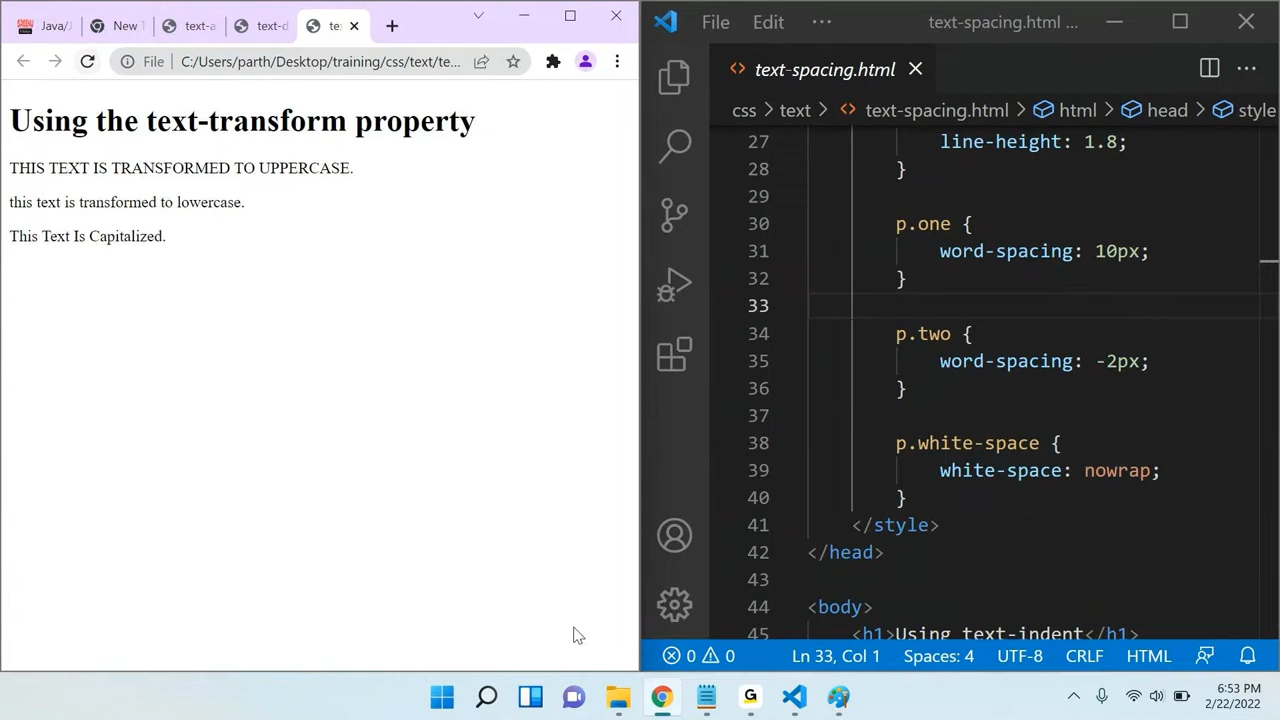 Java/
New T
text-a
text-d
te:
File
C:/Users/parth/Desktop/training/css/text/te...
Using the text-transform property
THIS TEXT IS TRANSFORMED TO UPPERCASE.
this text is transformed to lowercase.
This Text Is Capitalized.
File Edit ... text-spacing.html ...
text-spacing.html
css > text > text-spacing.html > html > head > style
27 line-height: 1.8;
28 }
29
30 p.one {
31 word-spacing: 10px;
32 }
33
34 p.two {
35 word-spacing: -2px;
36 }
37
38 p.white-space {
39 white-space: nowrap;
40 }
41 </style>
42 </head>
43
44 <body>
45 <h1>Using text-indent</h1>
0 0 Ln 33, Col 1 Spaces: 4 UTF-8 CRLF HTML
G
6:53 PM
2/22/2022